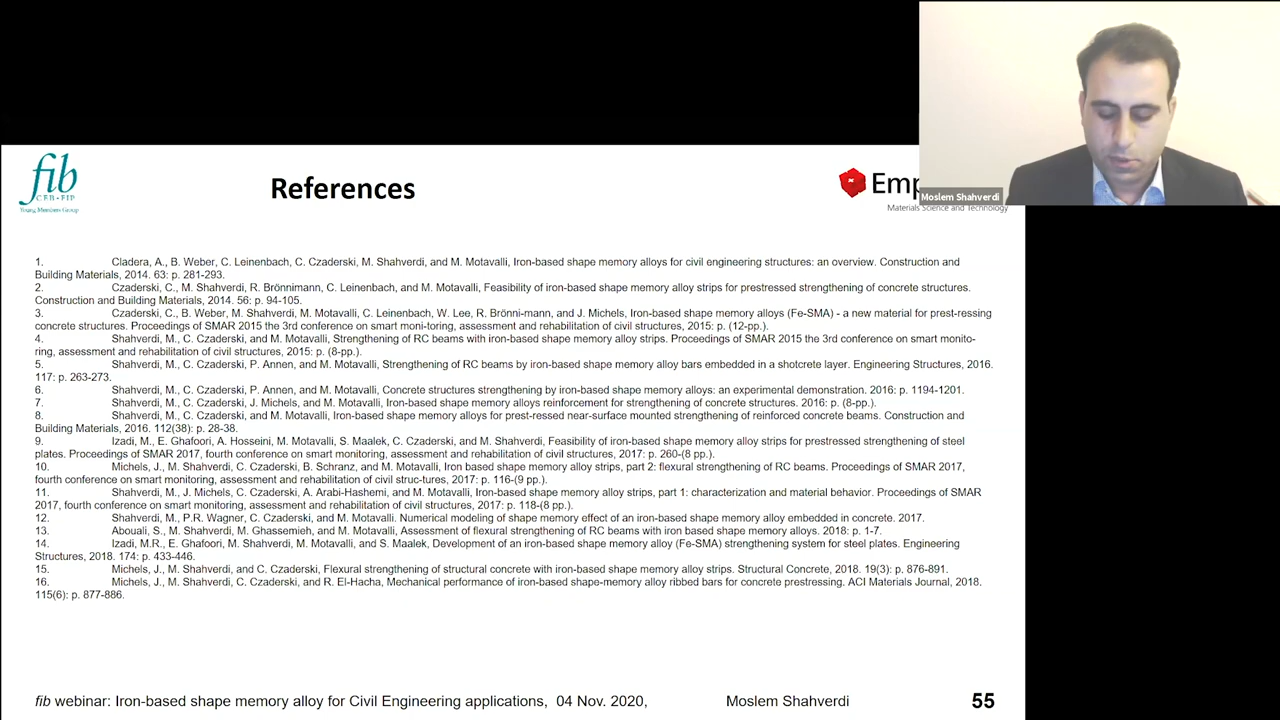 fib
CEB-FIP
Young Members Group
References
Materials Science and Technology
Moslem Shahverdi
1. Cladera, A., B. Weber, C. Leinenbach, C. Czaderski, M. Shahverdi, and M. Motavalli, Iron-based shape memory alloys for civil engineering structures: an overview. Construction and
Building Materials, 2014. 63: p. 281-293.
2. Czaderski, C., M. Shahverdi, R. Brönnimann, C. Leinenbach, and M. Motavalli, Feasibility of iron-based shape memory alloy strips for prestressed strengthening of concrete structures.
Construction and Building Materials, 2014. 56: p. 94-105.
3. Czaderski, C., B. Weber, M. Shahverdi, M. Motavalli, C. Leinenbach, W. Lee, R. Brönni-mann, and J. Michels, Iron-based shape memory alloys (Fe-SMA) - a new material for prest-ressing
concrete structures. Proceedings of SMAR 2015 the 3rd conference on smart moni-toring, assessment and rehabilitation of civil structures, 2015: p. (12-pp.).
4. Shahverdi, M., C. Czaderski, and M. Motavalli, Strengthening of RC beams with iron-based shape memory alloy strips. Proceedings of SMAR 2015 the 3rd conference on smart monito-
ring, assessment and rehabilitation of civil structures, 2015: p. (8-pp.).
5. Shahverdi, M., C. Czaderski, P. Annen, and M. Motavalli, Strengthening of RC beams by iron-based shape memory alloy bars embedded in a shotcrete layer. Engineering Structures, 2016.
117: p. 263-273.
6. Shahverdi, M., C. Czaderski, P. Annen, and M. Motavalli, Concrete structures strengthening by iron-based shape memory alloys: an experimental demonstration. 2016: p. 1194-1201.
7. Shahverdi, M., C. Czaderski, J. Michels, and M. Motavalli, Iron-based shape memory alloys reinforcement for strengthening of concrete structures. 2016: p. (8-pp.).
8. Shahverdi, M., C. Czaderski, and M. Motavalli, Iron-based shape memory alloys for prest-ressed near-surface mounted strengthening of reinforced concrete beams. Construction and
Building Materials, 2016. 112(38): p. 28-38.
9. Izadi, M., E. Ghafoori, A. Hosseini, M. Motavalli, S. Maalek, C. Czaderski, and M. Shahverdi, Feasibility of iron-based shape memory alloy strips for prestressed strengthening of steel
plates. Proceedings of SMAR 2017, fourth conference on smart monitoring, assessment and rehabilitation of civil structures, 2017: p. 260-(8 pp.).
10. Michels, J., M. Shahverdi, C. Czaderski, B. Schranz, and M. Motavalli, Iron based shape memory alloy strips, part 2: flexural strengthening of RC beams. Proceedings of SMAR 2017,
fourth conference on smart monitoring, assessment and rehabilitation of civil struc-tures, 2017: p. 116-(9 pp.).
11. Shahverdi, M., J. Michels, C. Czaderski, A. Arabi-Hashemi, and M. Motavalli, Iron-based shape memory alloy strips, part 1: characterization and material behavior. Proceedings of SMAR
2017, fourth conference on smart monitoring, assessment and rehabilitation of civil structures, 2017: p. 118-(8 pp.).
12. Shahverdi, M., P.R. Wagner, C. Czaderski, and M. Motavalli. Numerical modeling of shape memory effect of an iron-based shape memory alloy embedded in concrete. 2017.
13. Abouali, S., M. Shahverdi, M. Ghassemieh, and M. Motavalli, Assessment of flexural strengthening of RC beams with iron based shape memory alloys. 2018: p. 1-7.
14. Izadi, M.R., E. Ghafoori, M. Shahverdi, M. Motavalli, and S. Maalek, Development of an iron-based shape memory alloy (Fe-SMA) strengthening system for steel plates. Engineering
Structures, 2018. 174: p. 433-446.
15. Michels, J., M. Shahverdi, and C. Czaderski, Flexural strengthening of structural concrete with iron-based shape memory alloy strips. Structural Concrete, 2018. 19(3): p. 876-891.
16. Michels, J., M. Shahverdi, C. Czaderski, and R. El-Hacha, Mechanical performance of iron-based shape-memory alloy ribbed bars for concrete prestressing. ACI Materials Journal, 2018.
115(6): p. 877-886.
fib webinar: Iron-based shape memory alloy for Civil Engineering applications, 04 Nov. 2020, Moslem Shahverdi 55